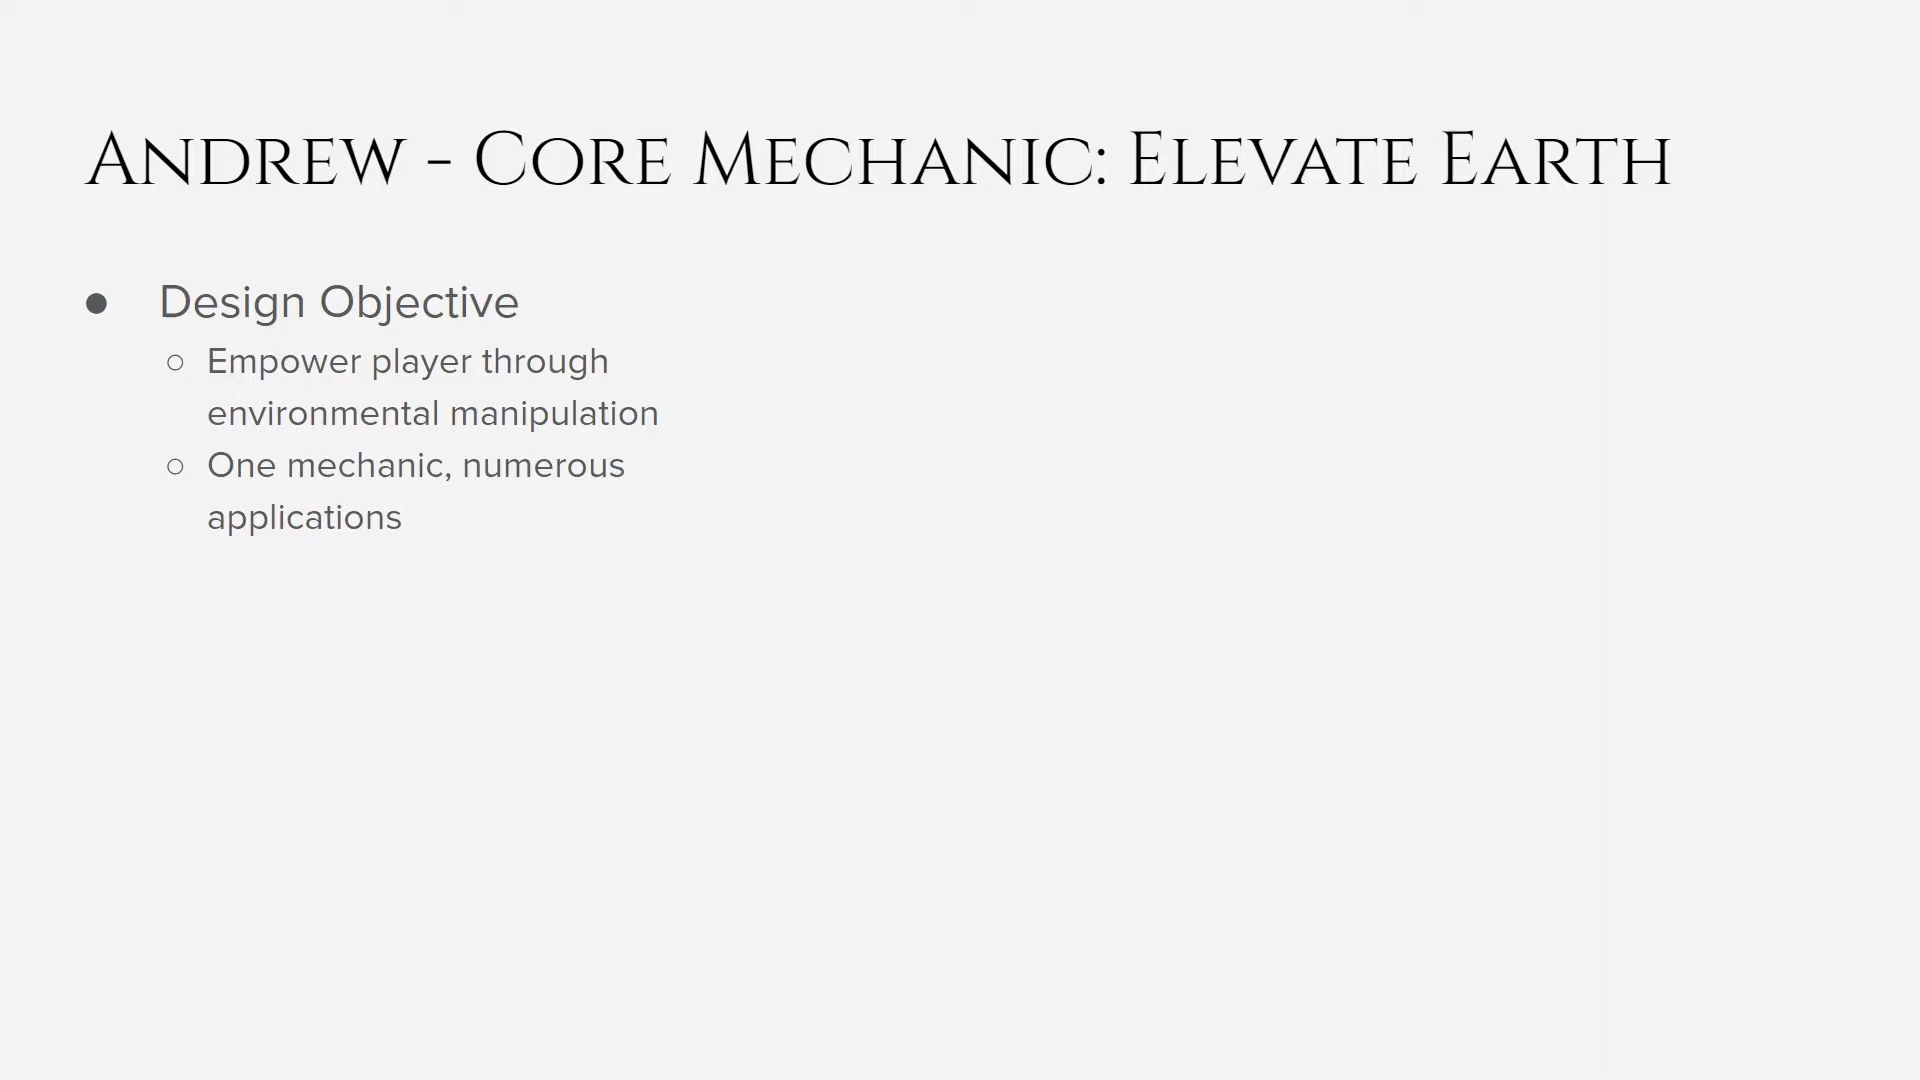 Andrew - Core Mechanic: Elevate Earth
● Design Objective
○ Empower player through
environmental manipulation
○ One mechanic, numerous
applications